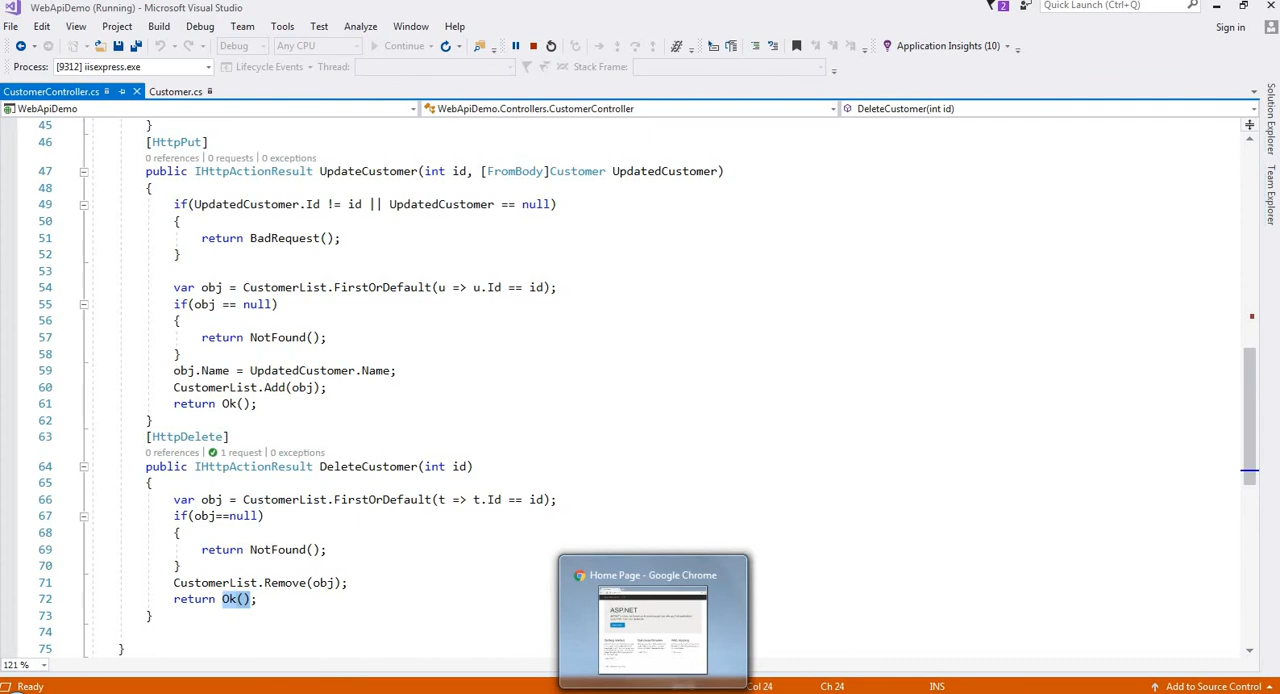 WebApiDemo (Running) - Microsoft Visual Studio
2 Quick Launch (Ctrl+Q)
File Edit View Project Build Debug Team Tools Test Analyze Window Help Sign in
Debug Any CPU Continue Application Insights (10)
Process: [9312] iisexpress.exe Lifecycle Events Thread: Stack Frame:
CustomerController.cs Customer.cs
WebApiDemo WebApiDemo.Controllers.CustomerController DeleteCustomer(int id)
Solution Explorer
Team Explorer
45 }
46 [HttpPut]
0 references | 0 requests | 0 exceptions
47 public IHttpActionResult UpdateCustomer(int id, [FromBody]Customer UpdatedCustomer)
48 {
49 if(UpdatedCustomer.Id != id || UpdatedCustomer == null)
50 {
51 return BadRequest();
52 }
53
54 var obj = CustomerList.FirstOrDefault(u => u.Id == id);
55 if(obj == null)
56 {
57 return NotFound();
58 }
59 obj.Name = UpdatedCustomer.Name;
60 CustomerList.Add(obj);
61 return Ok();
62 }
63 [HttpDelete]
0 references | 1 request | 0 exceptions
64 public IHttpActionResult DeleteCustomer(int id)
65 {
66 var obj = CustomerList.FirstOrDefault(t => t.Id == id);
67 if(obj==null)
68 {
69 return NotFound();
70 }
71 CustomerList.Remove(obj);
72 return Ok();
73 }
74
75 }
Home Page - Google Chrome
ASP.NET
121 %
Ready Col 24 Ch 24 INS Add to Source Control